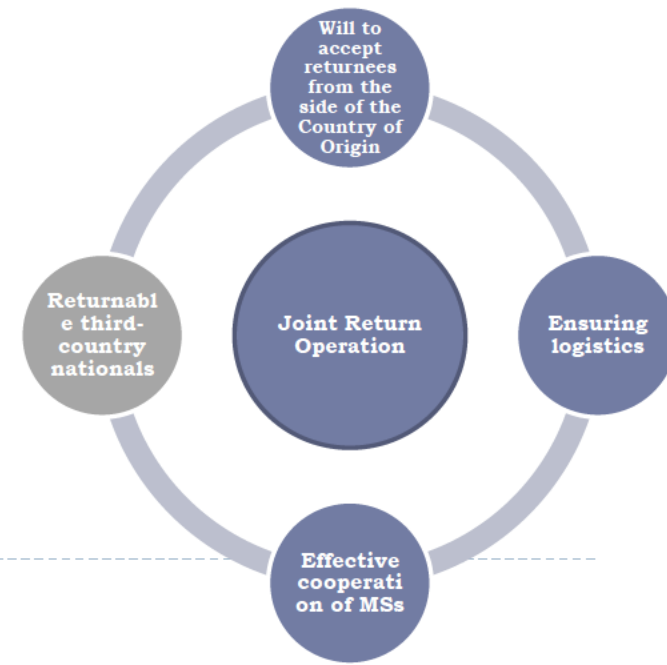 Will to
accept
returnees
from the
side of the
Country of
Origin
Returnabl
e third-
country
nationals
Joint Return
Operation
Ensuring
logistics
Effective
cooperati
on of MSs